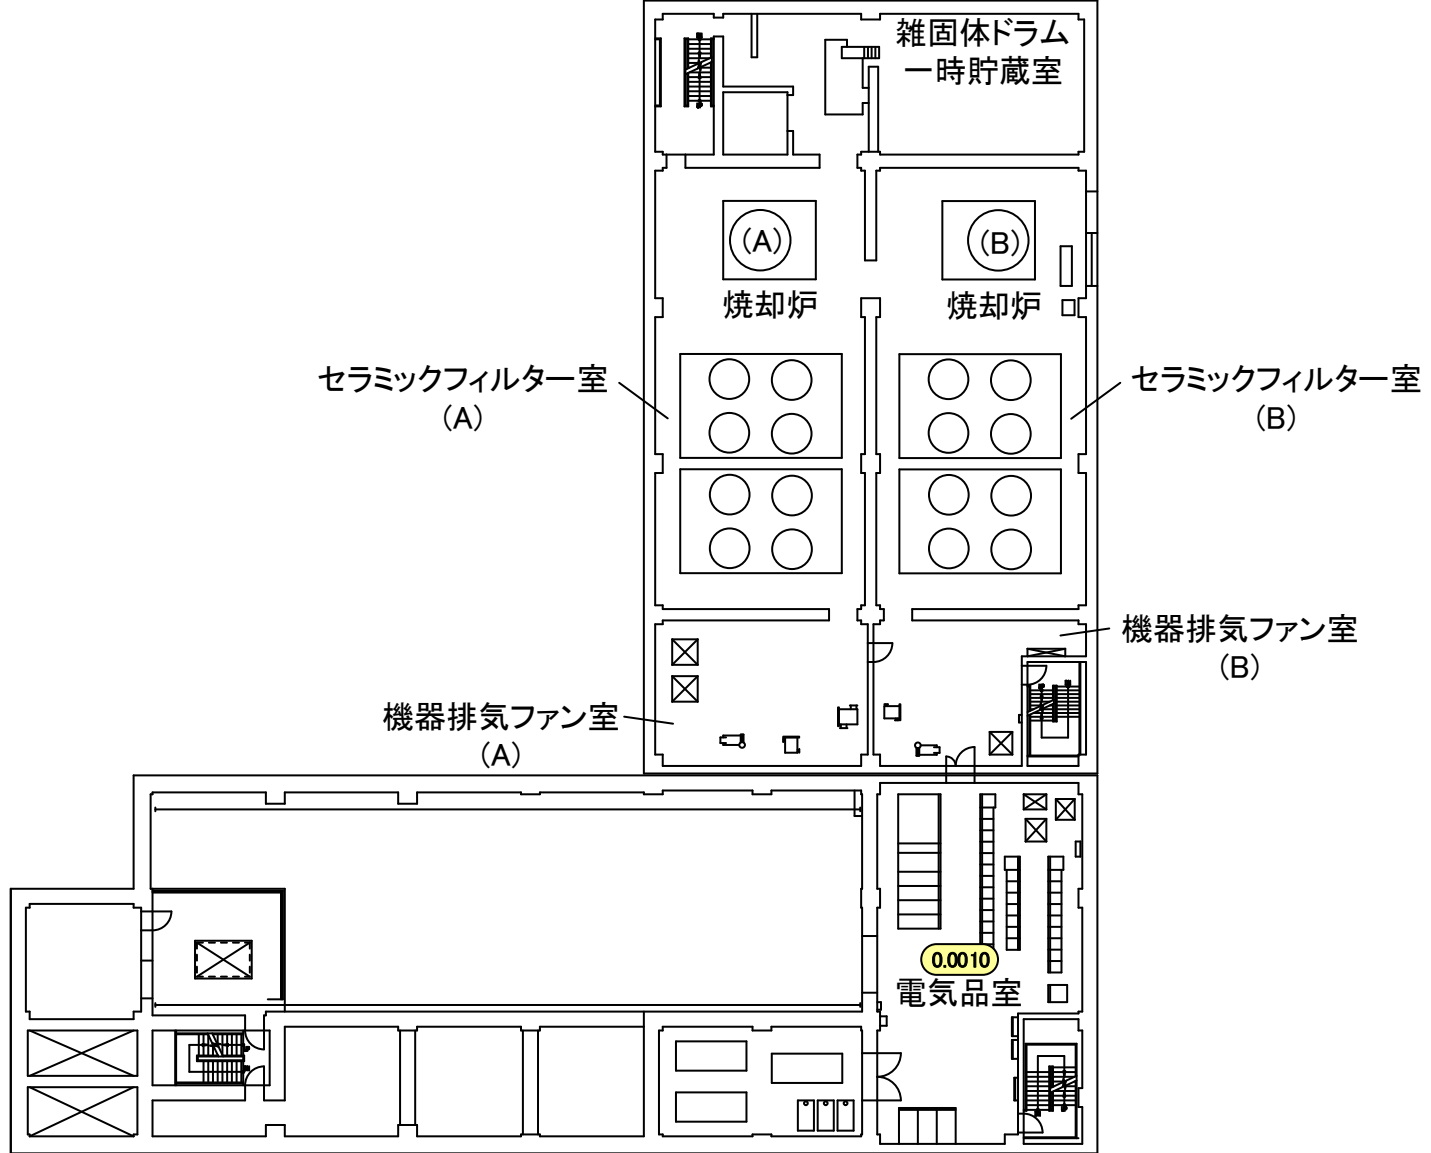 雑固体ドラム
一時貯蔵室
(A)
(B)
焼却炉
焼却炉
セラミックフィルター室
(A)
セラミックフィルター室
(B)
機器排気ファン室
(B)
機器排気ファン室
(A)
0.0010
電気品室